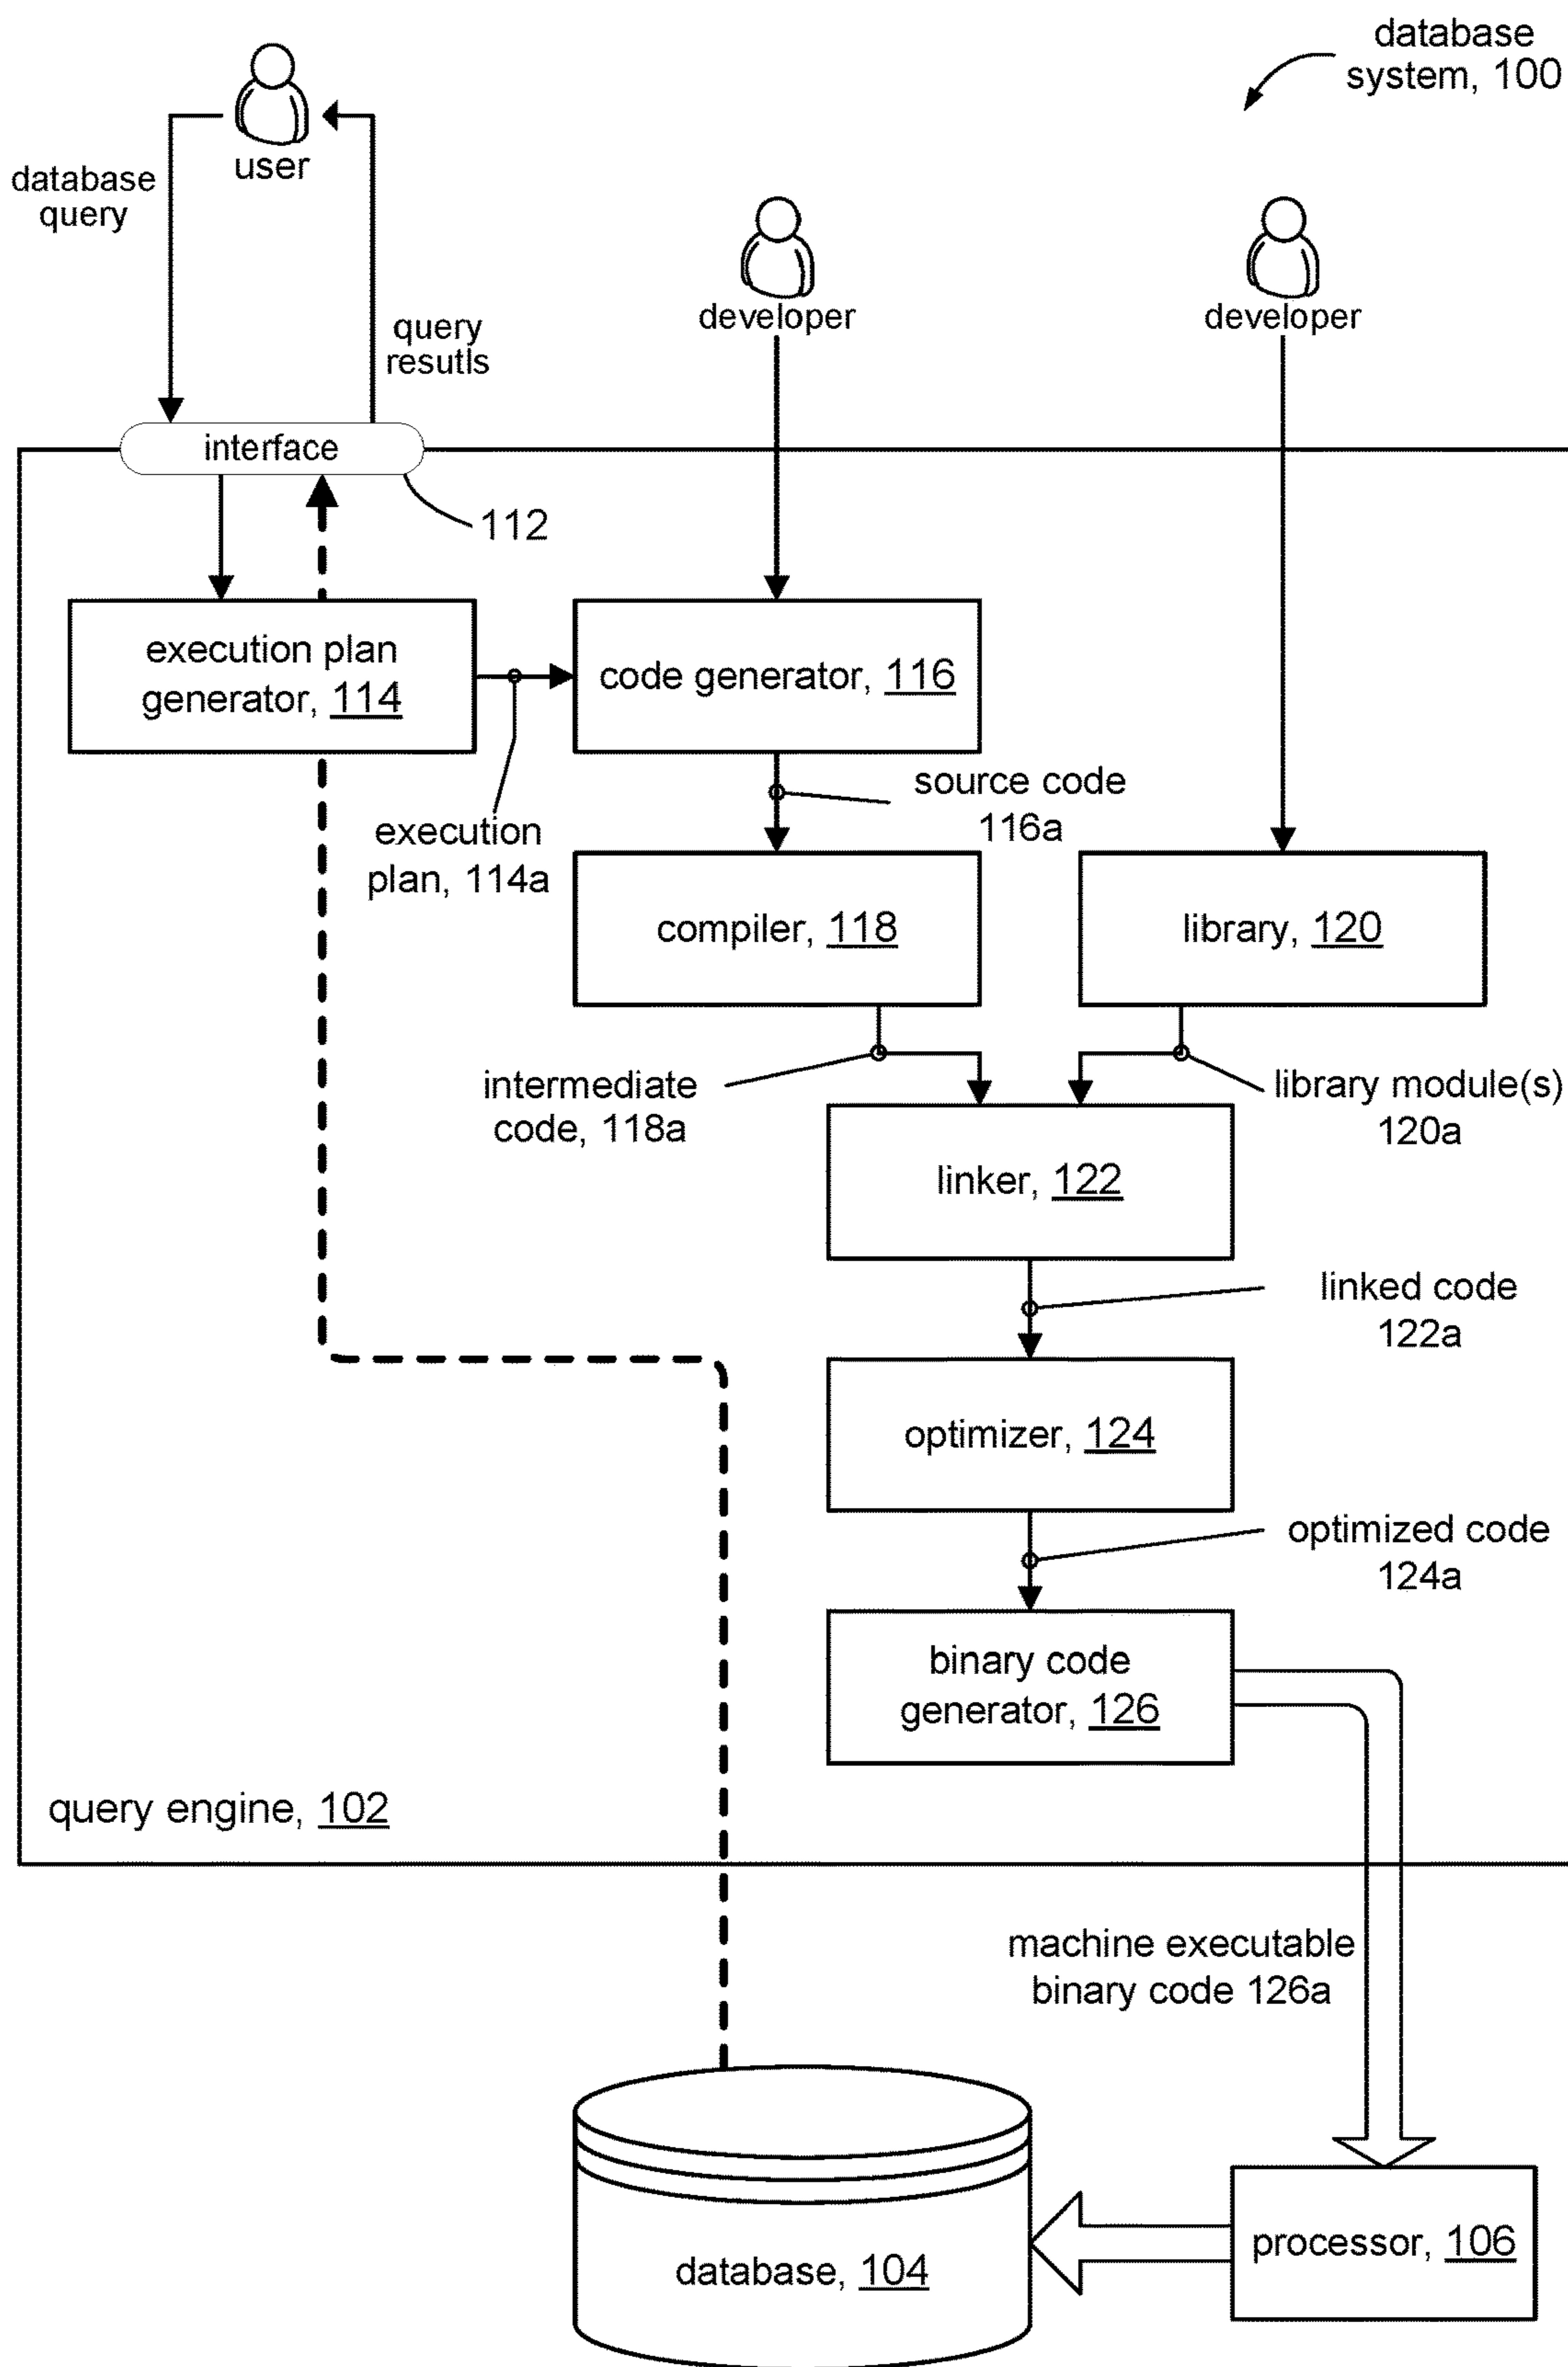 database
system, 100
user
database
query
developer
developer
query
resutls
interface
112
execution plan
generator, 114
code generator, 116
source code
116a
execution
plan, 114a
compiler, 118
library, 120
intermediate
code, 118a
library module(s)
120a
linker, 122
linked code
122a
optimizer, 124
optimized code
124a
binary code
generator, 126
query engine, 102
machine executable
binary code 126a
processor, 106
database, 104